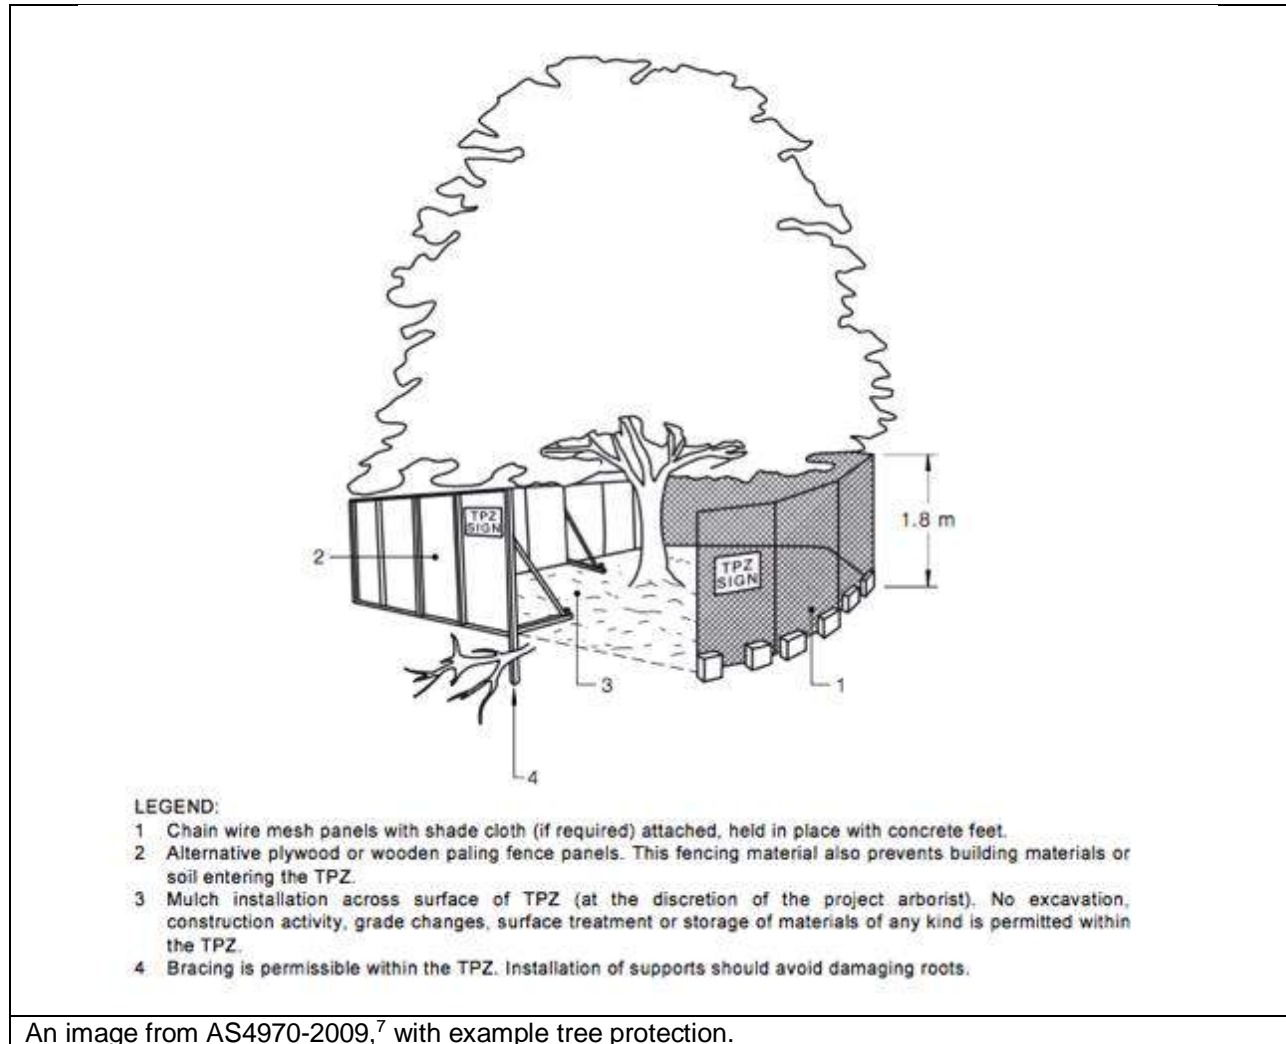 TPZ
SIGN
1.8 m
2
TPZ
SIGN
3
1
4
LEGEND:
1 Chain wire mesh panels with shade cloth (if required) attached, held in place with concrete feet.
2 Alternative plywood or wooden paling fence panels. This fencing material also prevents building materials or
soil entering the TPZ.
3 Mulch installation across surface of TPZ (at the discretion of the project arborist). No excavation,
construction activity, grade changes, surface treatment or storage of materials of any kind is permitted within
the TPZ.
4 Bracing is permissible within the TPZ. Installation of supports should avoid damaging roots.
An image from AS4970-2009,⁷ with example tree protection.